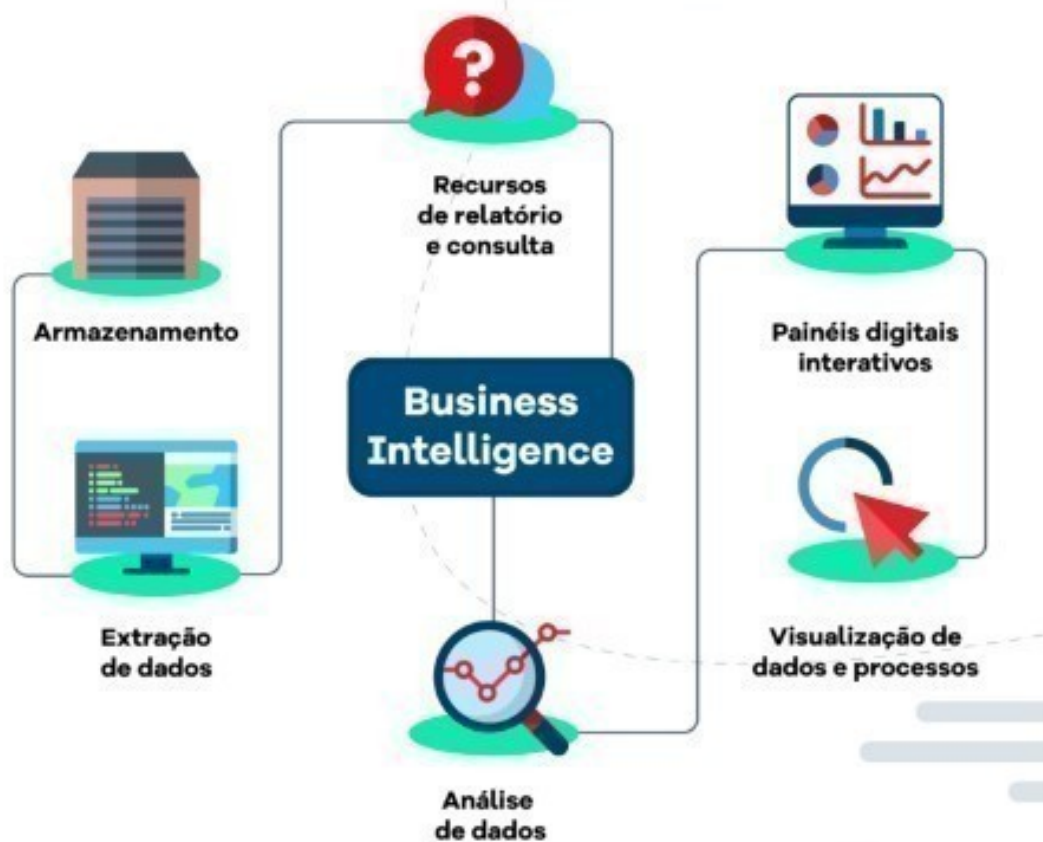 ?
Recursos
de relatório
e consulta
Armazenamento
Painéis digitais
interativos
Business
Intelligence
Extração
de dados
Visualização de
dados e processos
Análise
de dados